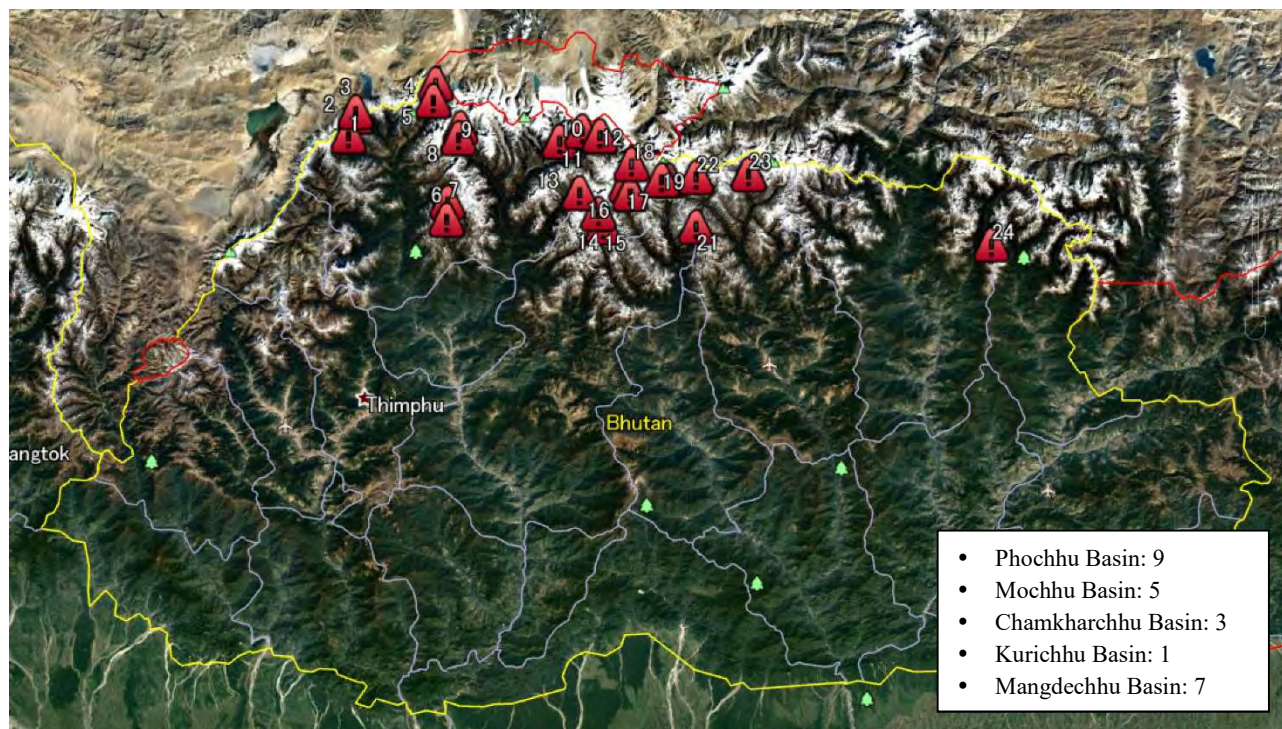 3
4
2
1
5
9
8
10
12
11
18
22
23
13
19
7
6
16
17
14
15
21
24
Thimphu
Bhutan
angtok
• Phochhu Basin: 9
• Mochhu Basin: 5
• Chamkharchhu Basin: 3
• Kurichhu Basin: 1
• Mangdechhu Basin: 7